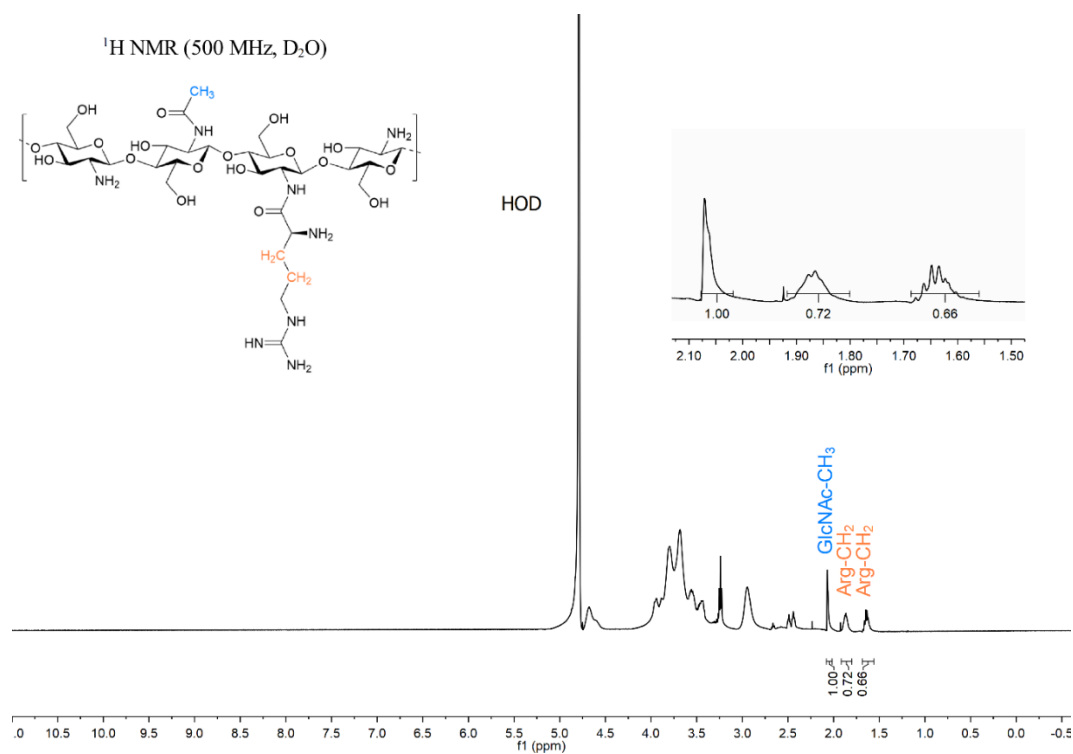 ¹H NMR (500 MHz, D₂O)
CH₃
OH
O
NH
HO
O
O
HO
NH₂
O
O
OH
OH
O
HO
NH
O
O
NH₂
HO
O
OH
O
NH₂
H₂C
CH₂
NH
HN
NH₂
HOD
1.00
0.72
0.66
2.10 2.00 1.90 1.80 1.70 1.60 1.50
f1 (ppm)
GlcNAc-CH₃
Arg-CH₂
Arg-CH₂
1.00
0.72
0.66
.0 10.5 10.0 9.5 9.0 8.5 8.0 7.5 7.0 6.5 6.0 5.5 5.0 4.5 4.0 3.5 3.0 2.5 2.0 1.5 1.0 0.5 0.0 -0.5
f1 (ppm)